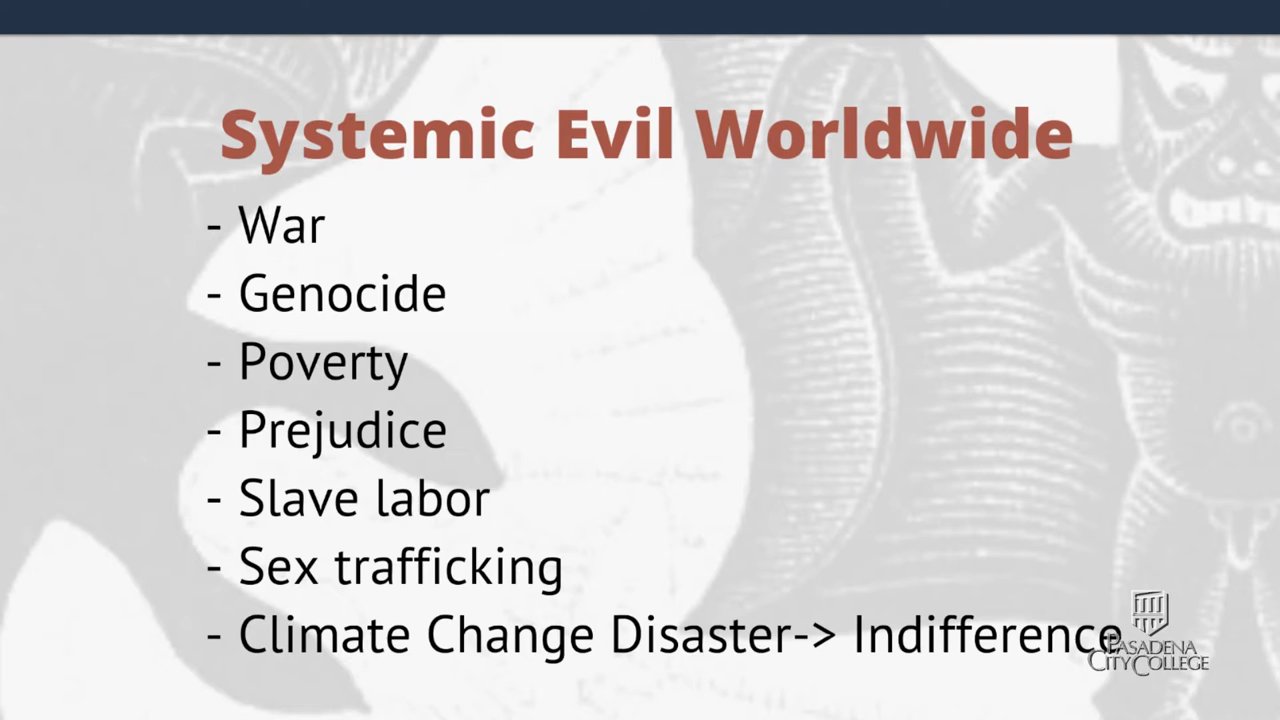 Systemic Evil Worldwide
- War
- Genocide
- Poverty
- Prejudice
- Slave labor
- Sex trafficking
- Climate Change Disaster-> Indifference
PASADENA
CITY COLLEGE